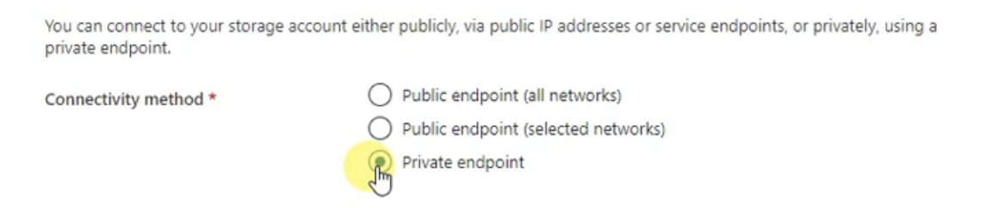 You can connect to your storage account either publicly, via public IP addresses or service endpoints, or privately, using a
private endpoint.
Connectivity method *
Public endpoint (all networks)
Public endpoint (selected networks)
Private endpoint